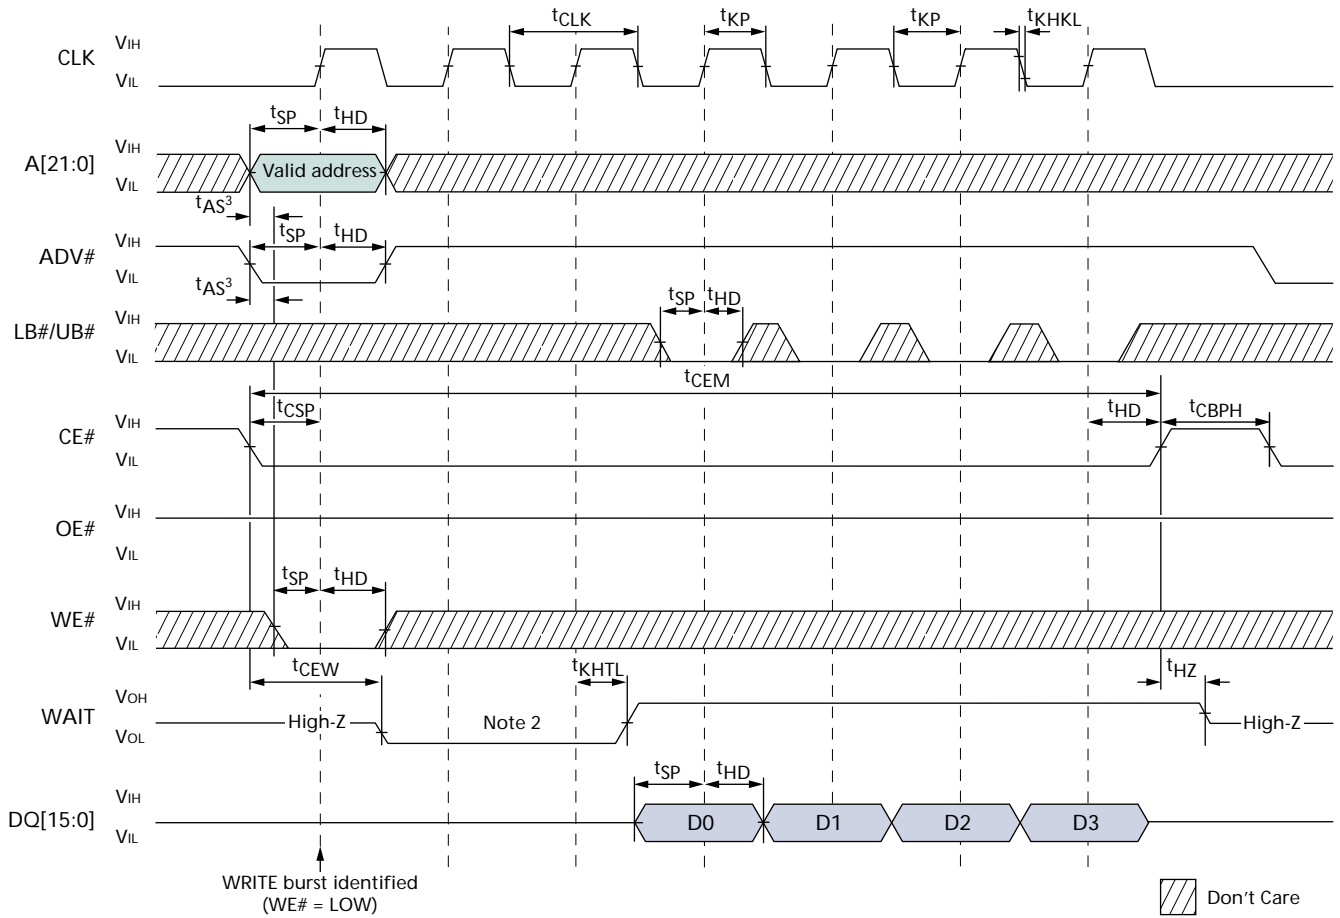 tCLK tKP tKP tKHKL
CLK VIH
VIL
tSP tHD
A[21:0] VIH
VIL
Valid address
tAS3
tSP tHD
ADV# VIH
VIL
tAS3
tSP tHD
LB#/UB# VIH
VIL
tCEM
tCSP tHD tCBPH
CE# VIH
VIL
OE# VIH
VIL
tSP tHD
WE# VIH
VIL
tCEW tKHTL tHZ
WAIT VOH
VOL
High-Z Note 2 High-Z
tSP tHD
DQ[15:0] VIH
VIL
D0 D1 D2 D3
WRITE burst identified
(WE# = LOW)
Don't Care